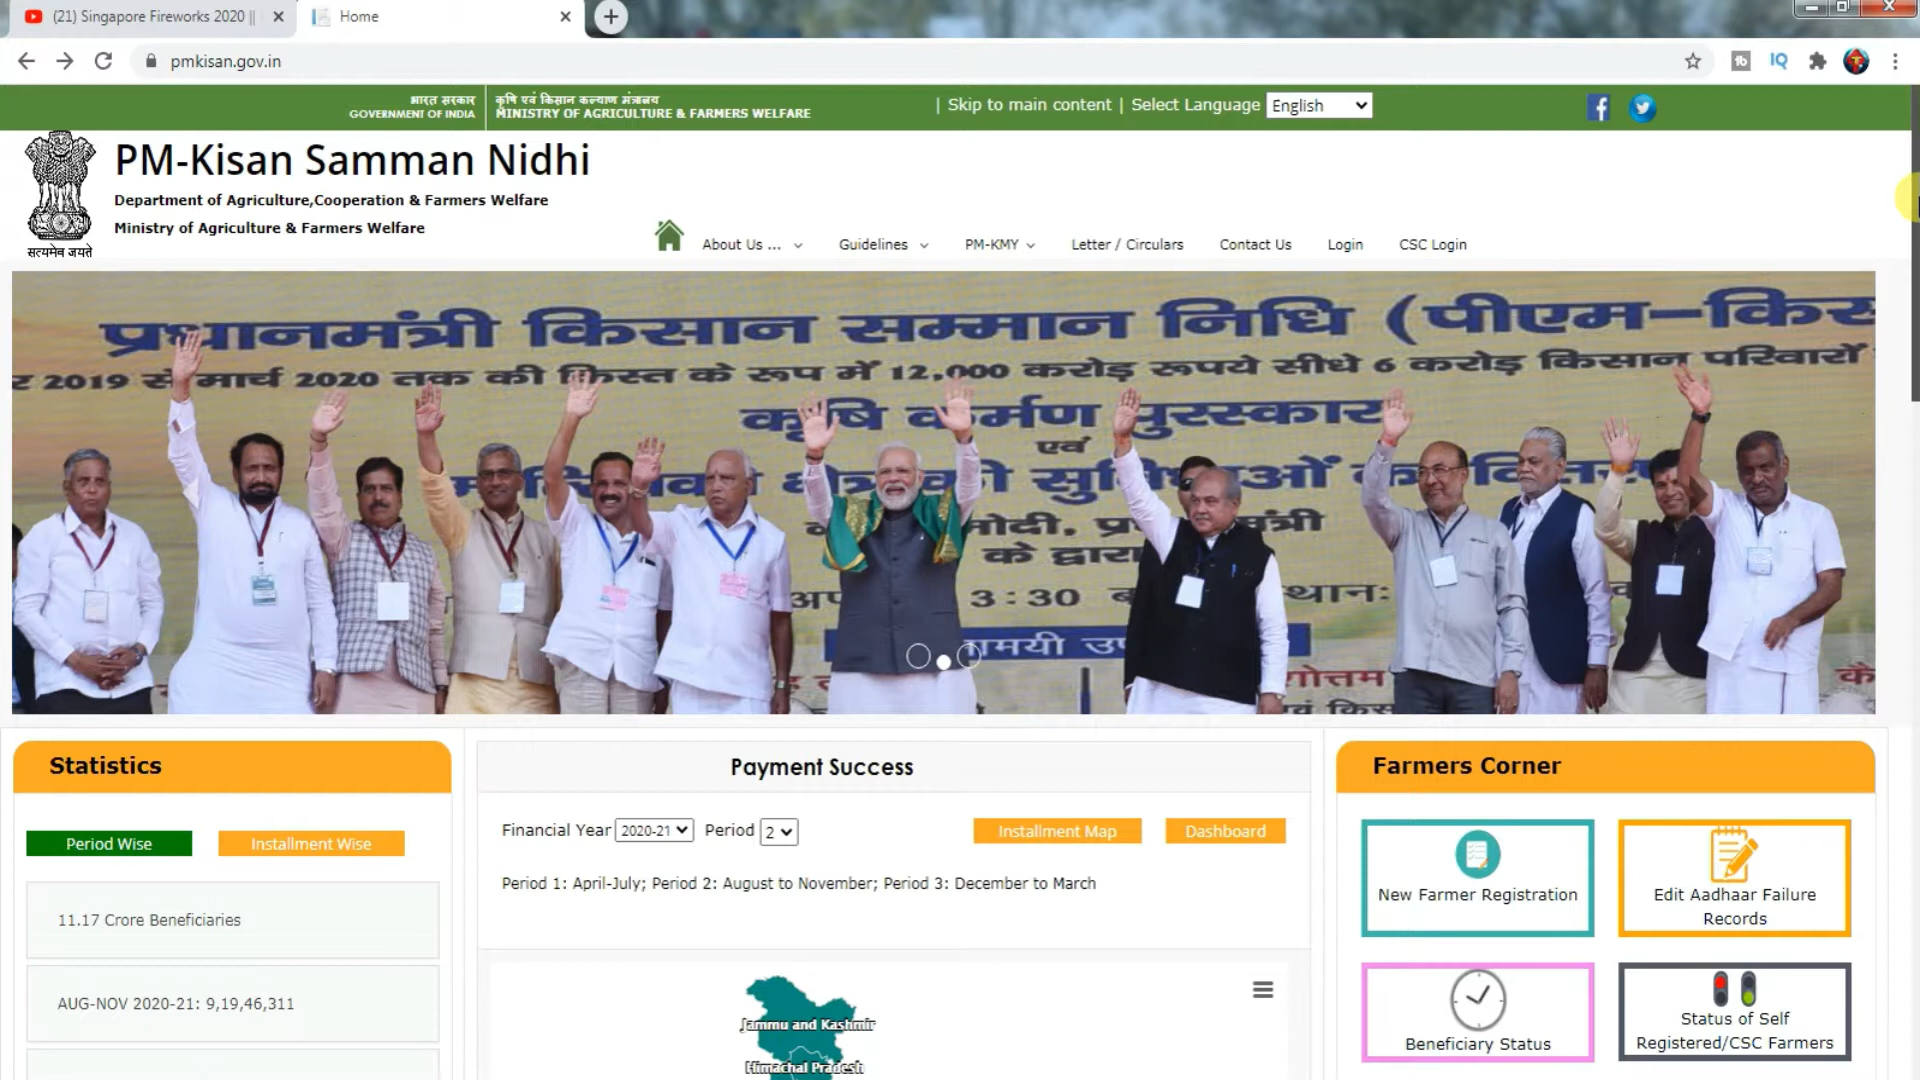 (21) Singapore Fireworks 2020 ||
Home
pmkisan.gov.in
भारत सरकार
GOVERNMENT OF INDIA
कृषि एवं किसान कल्याण मंत्रालय
MINISTRY OF AGRICULTURE & FARMERS WELFARE
| Skip to main content | Select Language English
PM-Kisan Samman Nidhi
Department of Agriculture,Cooperation & Farmers Welfare
Ministry of Agriculture & Farmers Welfare
सत्यमेव जयते
About Us ... Guidelines PM-KMY Letter / Circulars Contact Us Login CSC Login
प्रधानमंत्री किसान सम्मान निधि (पीएम-किस
र 2019 से मार्च 2020 तक की किस्त के रूप में 12,000 करोड़ रूपये सीधे 6 करोड़ किसान परिवारों
कृषि कर्मण पुरस्कार
एवं
की सुविधाओं
मोदी,
के द्वारा
3:30
थान:
Statistics
Period Wise Installment Wise
11.17 Crore Beneficiaries
AUG-NOV 2020-21: 9,19,46,311
Payment Success
Financial Year 2020-21 Period 2 Installment Map Dashboard
Period 1: April-July; Period 2: August to November; Period 3: December to March
Jammu and Kashmir
Himachal Pradesh
Farmers Corner
New Farmer Registration
Edit Aadhaar Failure
Records
Beneficiary Status
Status of Self
Registered/CSC Farmers